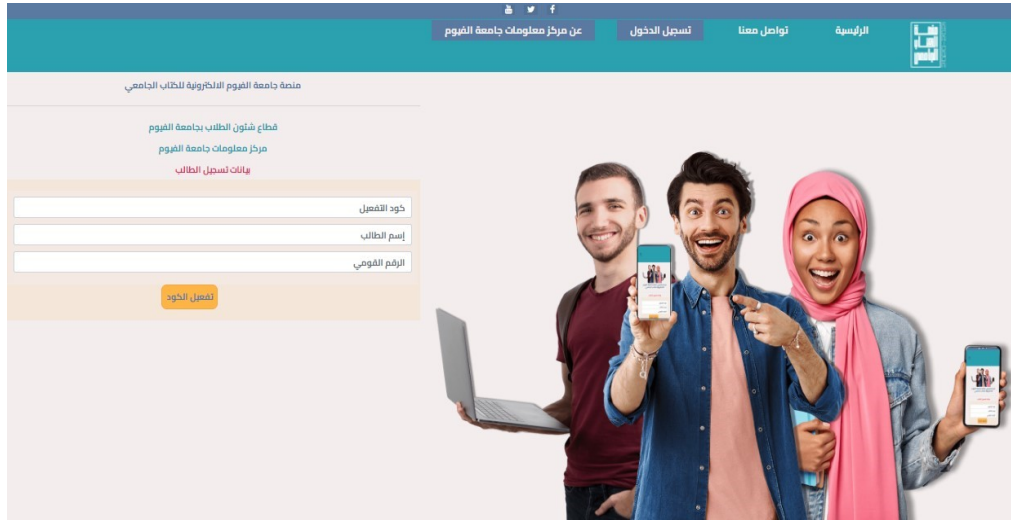 الرئيسية
تواصل معنا
تسجيل الدخول
عن مركز معلومات جامعة الفيوم
منصة جامعة الفيوم الالكترونية للكتاب الجامعي
قطاع شئون الطلاب بجامعة الفيوم
مركز معلومات جامعة الفيوم
بيانات تسجيل الطالب
كود التفعيل
إسم الطالب
الرقم القومي
تفعيل الكود